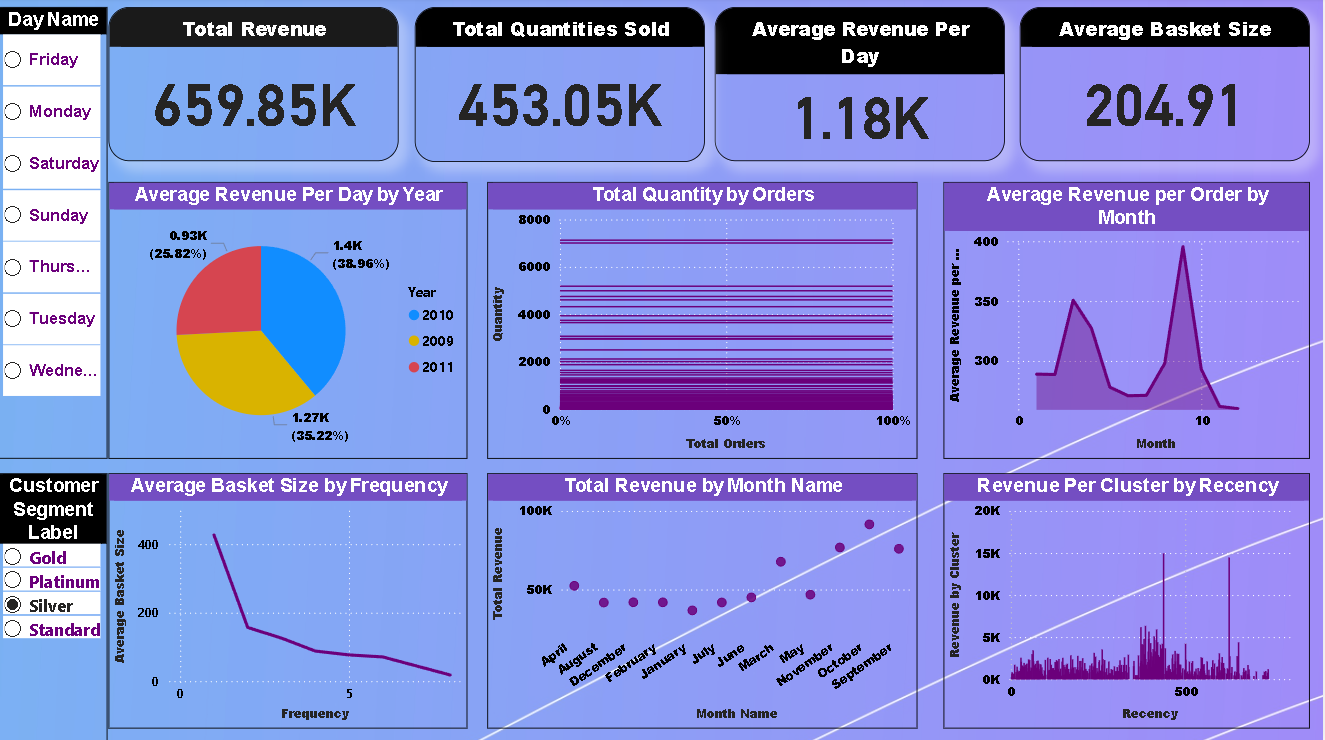 Day Name
Friday
Monday
Saturday
Sunday
Thurs...
Tuesday
Wedne...
Total Revenue
659.85K
Total Quantities Sold
453.05K
Average Revenue Per
Day
1.18K
Average Basket Size
204.91
Average Revenue Per Day by Year
0.93K
(25.82%)
1.4K
(38.96%)
1.27K
(35.22%)
Year
2010
2009
2011
Total Quantity by Orders
Quantity
8000
6000
4000
2000
0
0%
50%
100%
Total Orders
Average Revenue per Order by
Month
Average Revenue per ...
400
350
300
0
10
Month
Customer
Segment
Label
Gold
Platinum
Silver
Standard
Average Basket Size by Frequency
Average Basket Size
400
200
0
0
5
Frequency
Total Revenue by Month Name
Total Revenue
100K
50K
April
August
December
February
January
July
June
March
May
November
October
September
Month Name
Revenue Per Cluster by Recency
Revenue by Cluster
20K
15K
10K
5K
0K
0
500
Recency